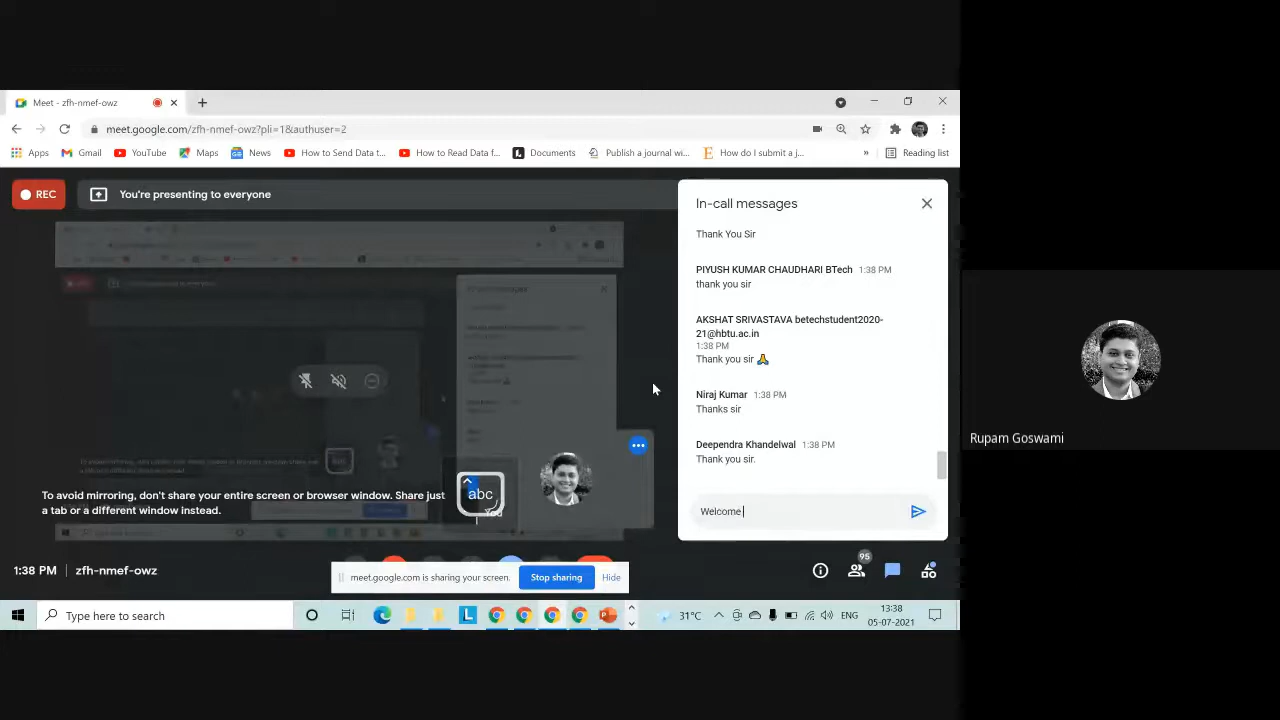 Meet - zfh-nmef-owz
meet.google.com/zfh-nmef-owz?pli=1&authuser=2
Apps Gmail YouTube Maps News How to Send Data t... How to Read Data f... Documents Publish a journal wi... How do I submit a j... » Reading list
REC You're presenting to everyone
In-call messages
Thank You Sir
PIYUSH KUMAR CHAUDHARI BTech 1:38 PM
thank you sir
AKSHAT SRIVASTAVA betechstudent2020-
21@hbtu.ac.in
1:38 PM
Thank you sir 🙏
Niraj Kumar 1:38 PM
Thanks sir
Deependra Khandelwal 1:38 PM
Thank you sir.
Welcome
To avoid mirroring, don't share your entire screen or browser window. Share just
a tab or a different window instead.
abc
You
Rupam Goswami
1:38 PM | zfh-nmef-owz
meet.google.com is sharing your screen. Stop sharing Hide
95
Type here to search
31°C ENG
13:38
05-07-2021